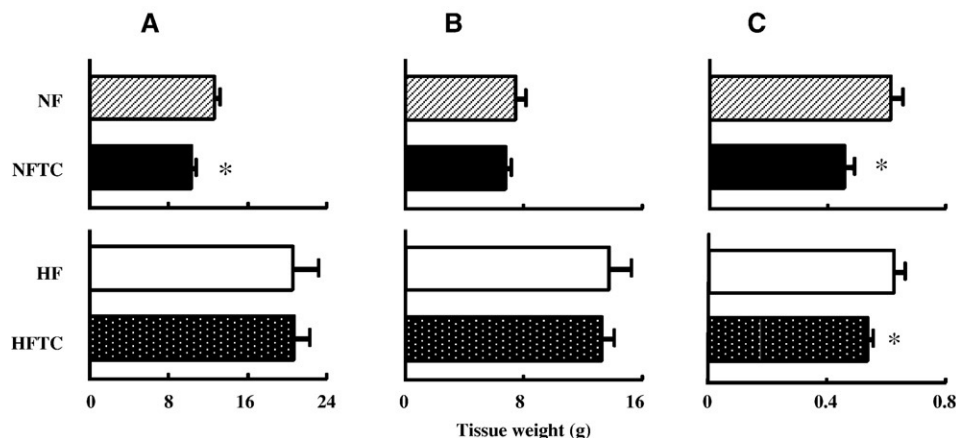 A B C
NF
NFTC * *
HF
HFTC *
0 8 16 24 0 8 16 0 0.4 0.8
Tissue weight (g)